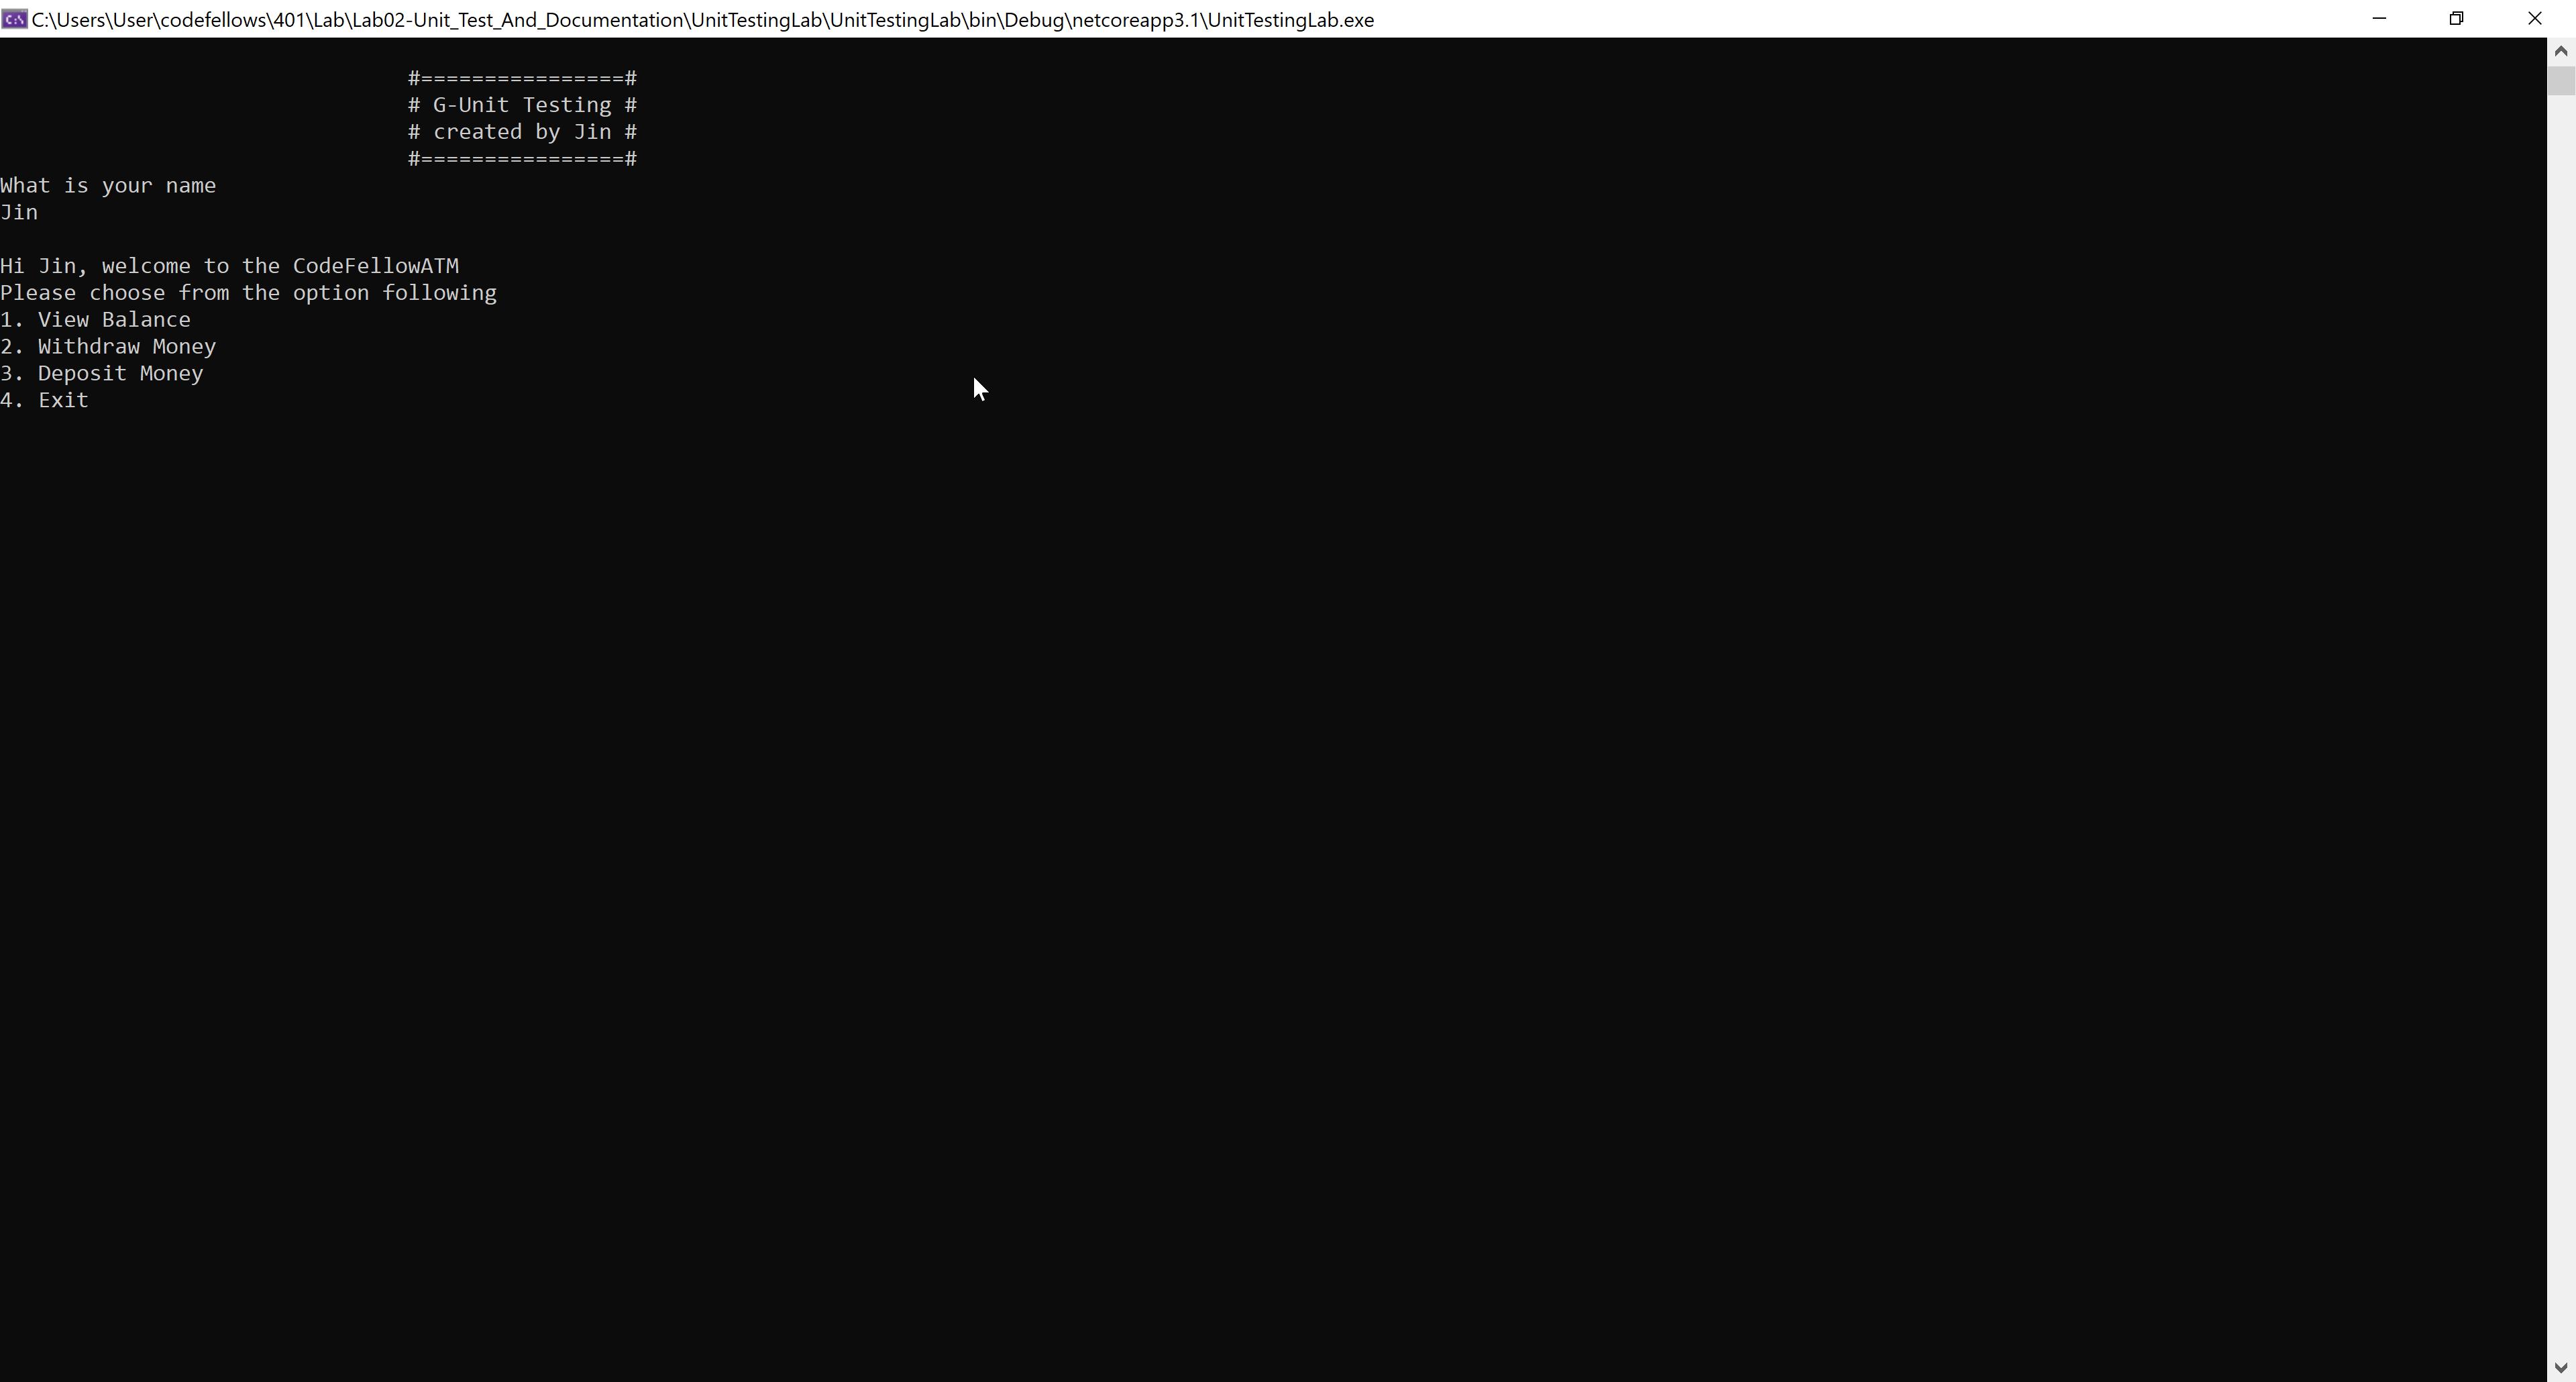 C:\Users\User\codefellows\401\Lab\Lab02-Unit_Test_And_Documentation\UnitTestingLab\UnitTestingLab\bin\Debug\netcoreapp3.1\UnitTestingLab.exe
#================#
# G-Unit Testing #
# created by Jin #
#================#
What is your name
Jin
Hi Jin, welcome to the CodeFellowATM
Please choose from the option following
1. View Balance
2. Withdraw Money
3. Deposit Money
4. Exit